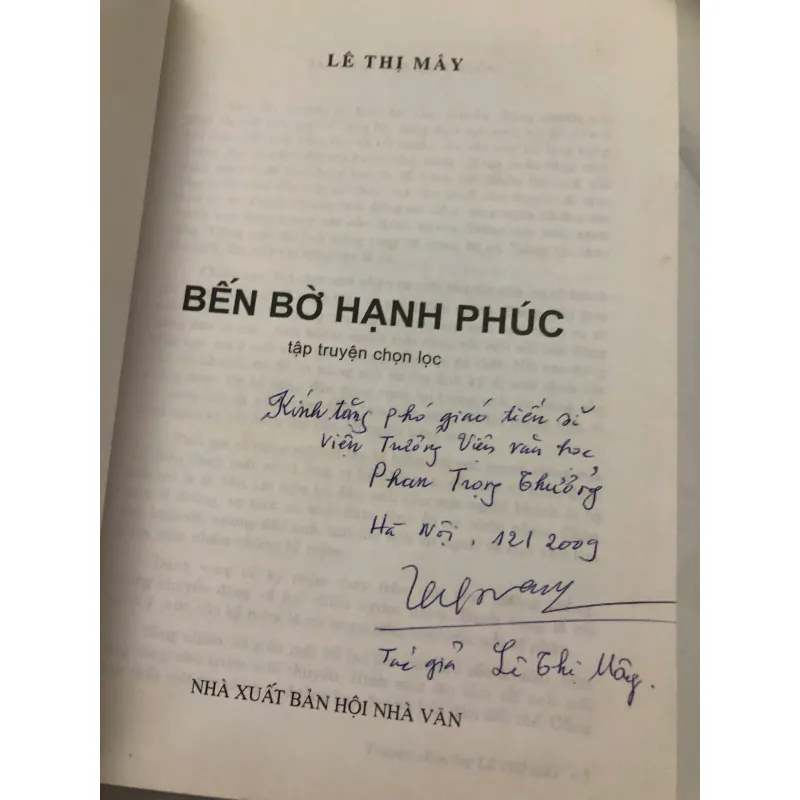 LÊ THỊ MÂY
BẾN BỜ HẠNH PHÚC
tập truyện chọn lọc
Kính tặng phó giáo tiến sĩ
Viện Trưởng Viện văn học
Phan Trọng Thưởng
Hà Nội, 12/2009
Tác giả Lê Thị Mây.
NHÀ XUẤT BẢN HỘI NHÀ VĂN